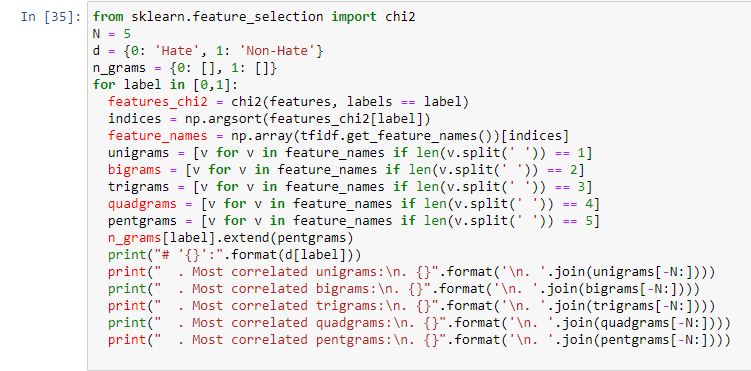 In [35]: from sklearn.feature_selection import chi2
N = 5
d = {0: 'Hate', 1: 'Non-Hate'}
n_grams = {0: [], 1: []}
for label in [0,1]:
  features_chi2 = chi2(features, labels == label)
  indices = np.argsort(features_chi2[label])
  feature_names = np.array(tfidf.get_feature_names())[indices]
  unigrams = [v for v in feature_names if len(v.split(' ')) == 1]
  bigrams = [v for v in feature_names if len(v.split(' ')) == 2]
  trigrams = [v for v in feature_names if len(v.split(' ')) == 3]
  quadgrams = [v for v in feature_names if len(v.split(' ')) == 4]
  pentgrams = [v for v in feature_names if len(v.split(' ')) == 5]
  n_grams[label].extend(pentgrams)
  print("# '{}':".format(d[label]))
  print("  . Most correlated unigrams:\n. {}".format('\n. '.join(unigrams[-N:])))
  print("  . Most correlated bigrams:\n. {}".format('\n. '.join(bigrams[-N:])))
  print("  . Most correlated trigrams:\n. {}".format('\n. '.join(trigrams[-N:])))
  print("  . Most correlated quadgrams:\n. {}".format('\n. '.join(quadgrams[-N:])))
  print("  . Most correlated pentgrams:\n. {}".format('\n. '.join(pentgrams[-N:])))